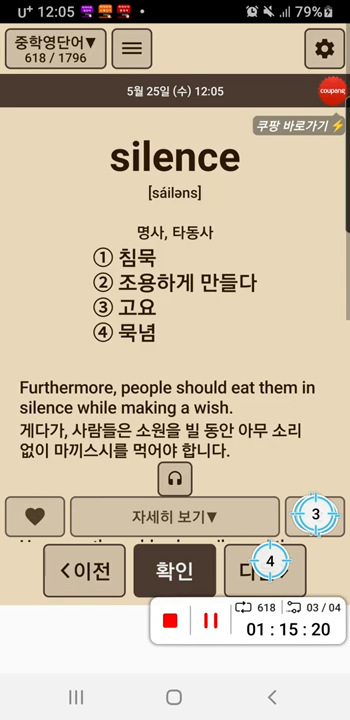 U+ 12:05 79%
중학영단어▼
618 / 1796
5월 25일 (수) 12:05
coupang
쿠팡 바로가기⚡
silence
[sáiləns]
명사, 타동사
① 침묵
② 조용하게 만들다
③ 고요
④ 묵념
Furthermore, people should eat them in
silence while making a wish.
게다가, 사람들은 소원을 빌 동안 아무 소리
없이 마끼스시를 먹어야 합니다.
자세히 보기▼
3
<이전
확인
4
618 03 / 04
01 : 15 : 20